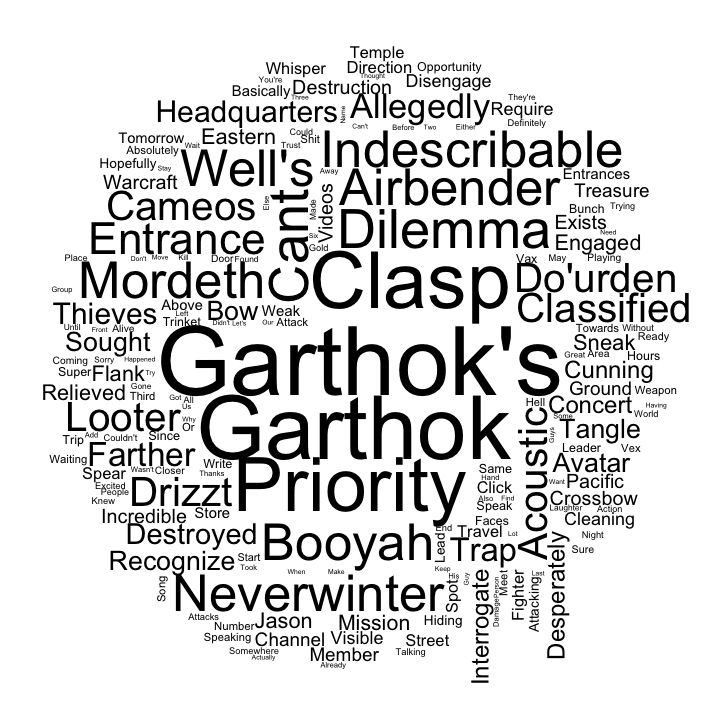 Temple
Whisper Direction Opportunity
You're Thought Disengage
Basically Destruction
Three They're
Headquarters Name Allegedly Require
Can't Before Two Either Definitely
Tomorrow Eastern Could
Absolutely Wait Trust Shit
Hopefully Stay Well's Indescribable
Warcraft Away Airbender Entrances
Treasure
Cameos Else Cant Made Videos Dilemma Bunch Trying
Exists
Entrance Six Gold Need
Engaged
Place Don't Move Kill Door Found Vax May Playing
Group Mordeth Clasp Do'urden
Thieves Above Bow Weak Classified
Left
Trinket Didn't Let's Our Attack
Until Front Alive Towards Without
Sought Garthok's Sneak Ready
Coming Sorry Happened Great Area Hours
Super Flank Try Cunning
Relieved Gone Got All Ground Weapon
Third Us Hell Concert Having
Looter Why Garthok Some World
Or Guys
Trip Add Couldn't Since Acoustic Tangle
Waiting Farther Leader Vex
Wasn't Closer Write Same Avatar
Spear Thanks Hand Want Pacific
Excited Priority Click
People Drizzt Also Find Crossbow
Knew Speak Laughter Action
Incredible Store Faces Cleaning
Destroyed Booyah End Travel Lot Night
Lead Trap Sure
Recognize Start Keep
Took When Make His Guy Meet Last
Song Neverwinter Spot Interrogate Damage Person Fighter Attacking Desperately
Attacks Jason Mission Hiding
Number
Speaking Channel Visible Street
Somewhere Member Talking
Actually Already